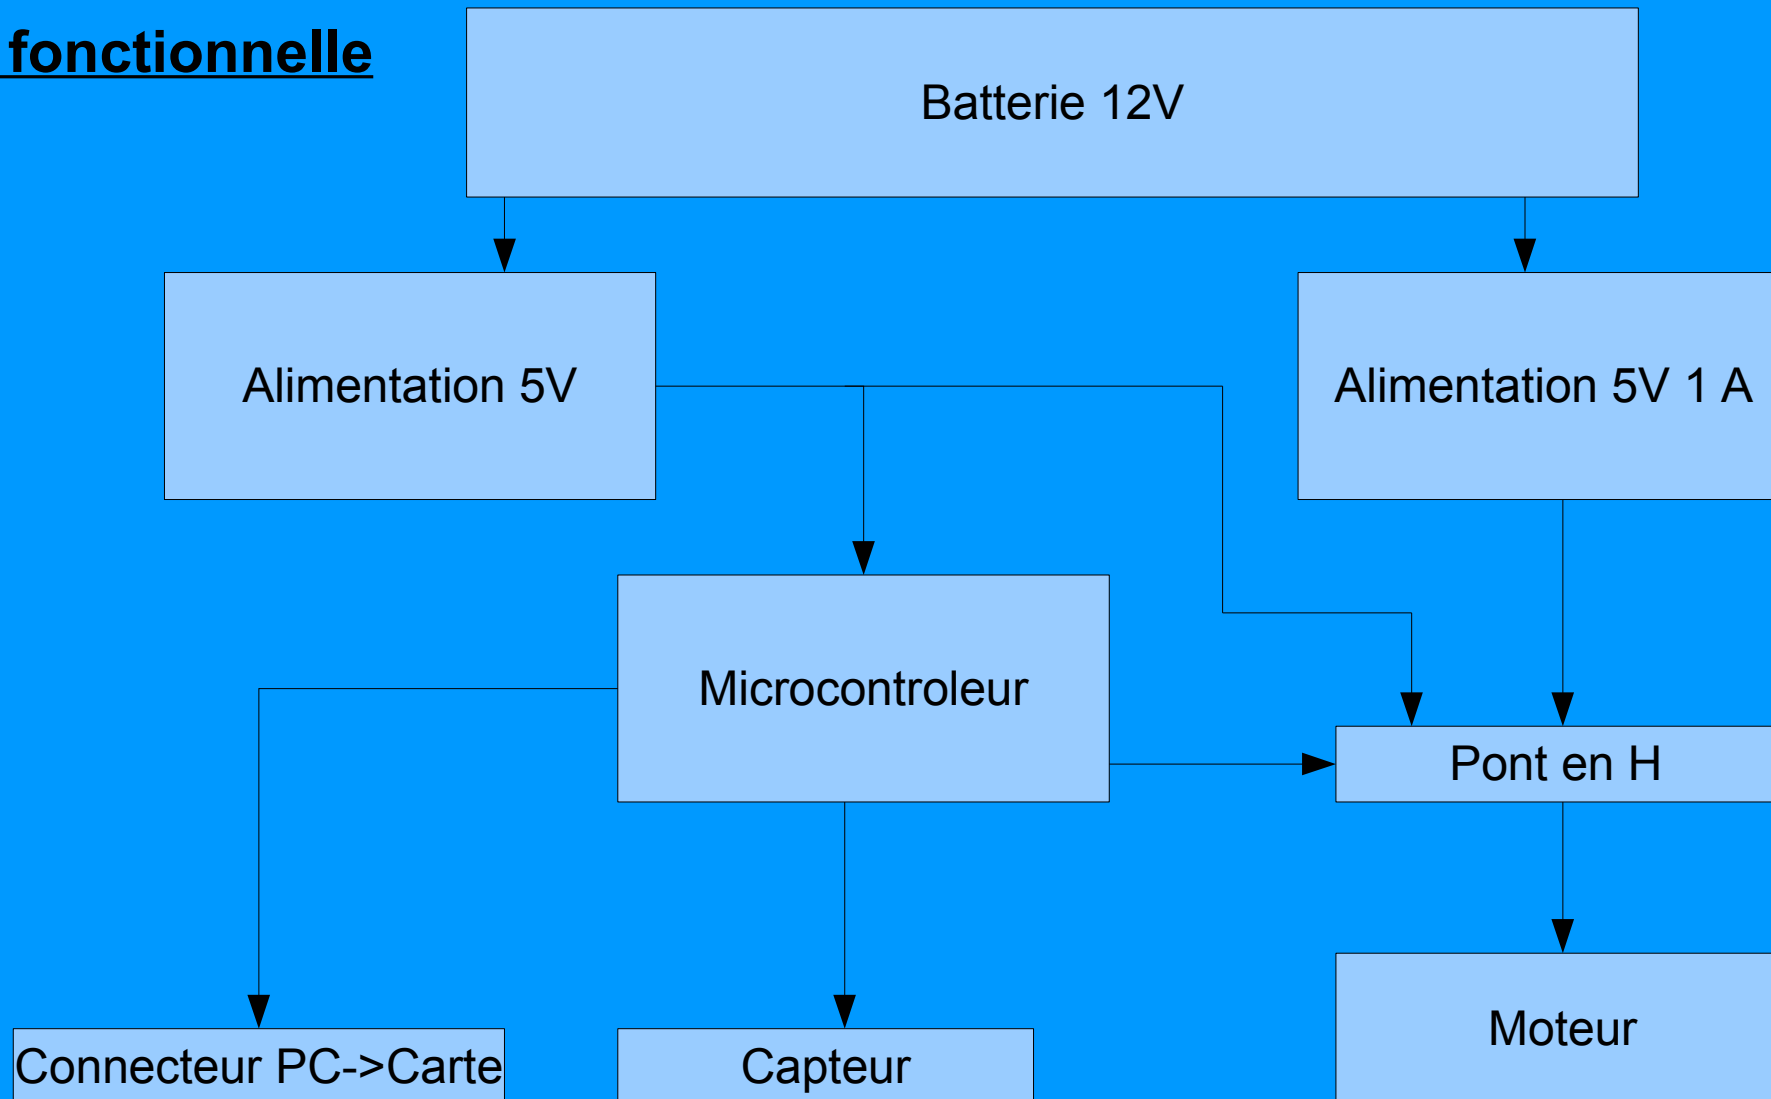 fonctionnelle
Batterie 12V
Alimentation 5V
Alimentation 5V 1 A
Microcontroleur
Pont en H
Moteur
Connecteur PC->Carte
Capteur